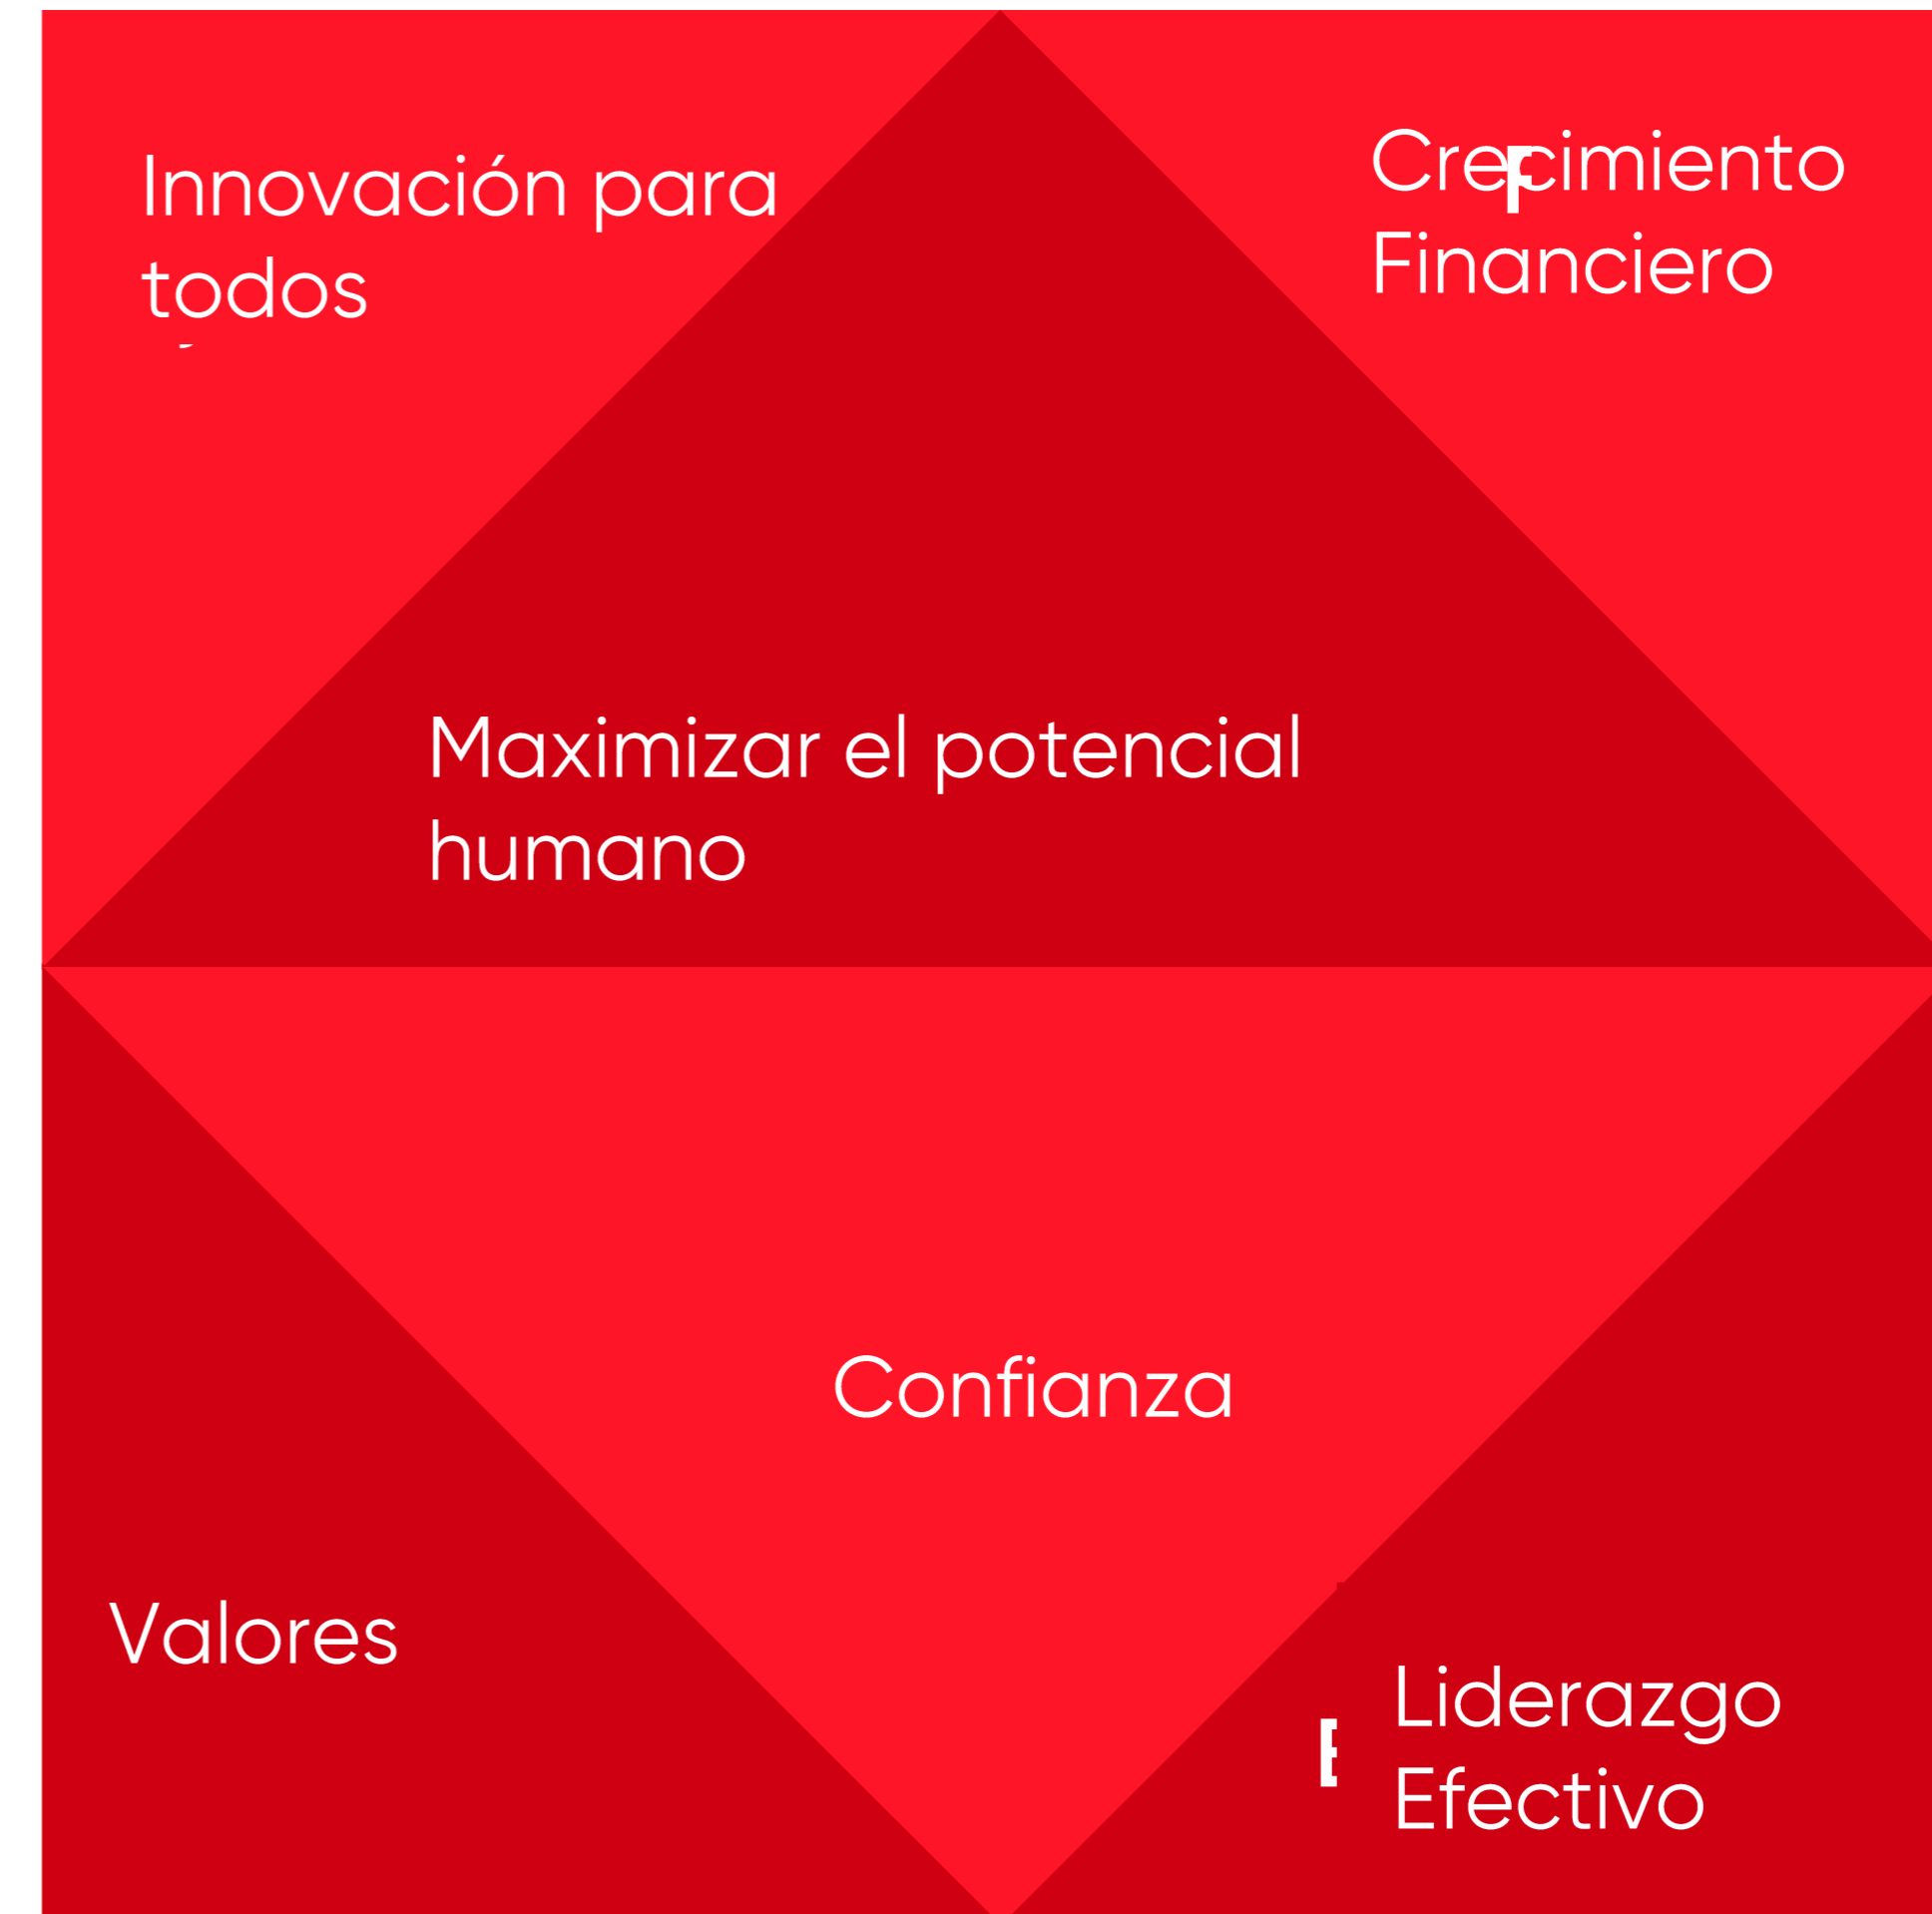 Innovación para
todos
Crecimiento
Financiero
Maximizar el potencial
humano
Confianza
Valores
Liderazgo
Efectivo